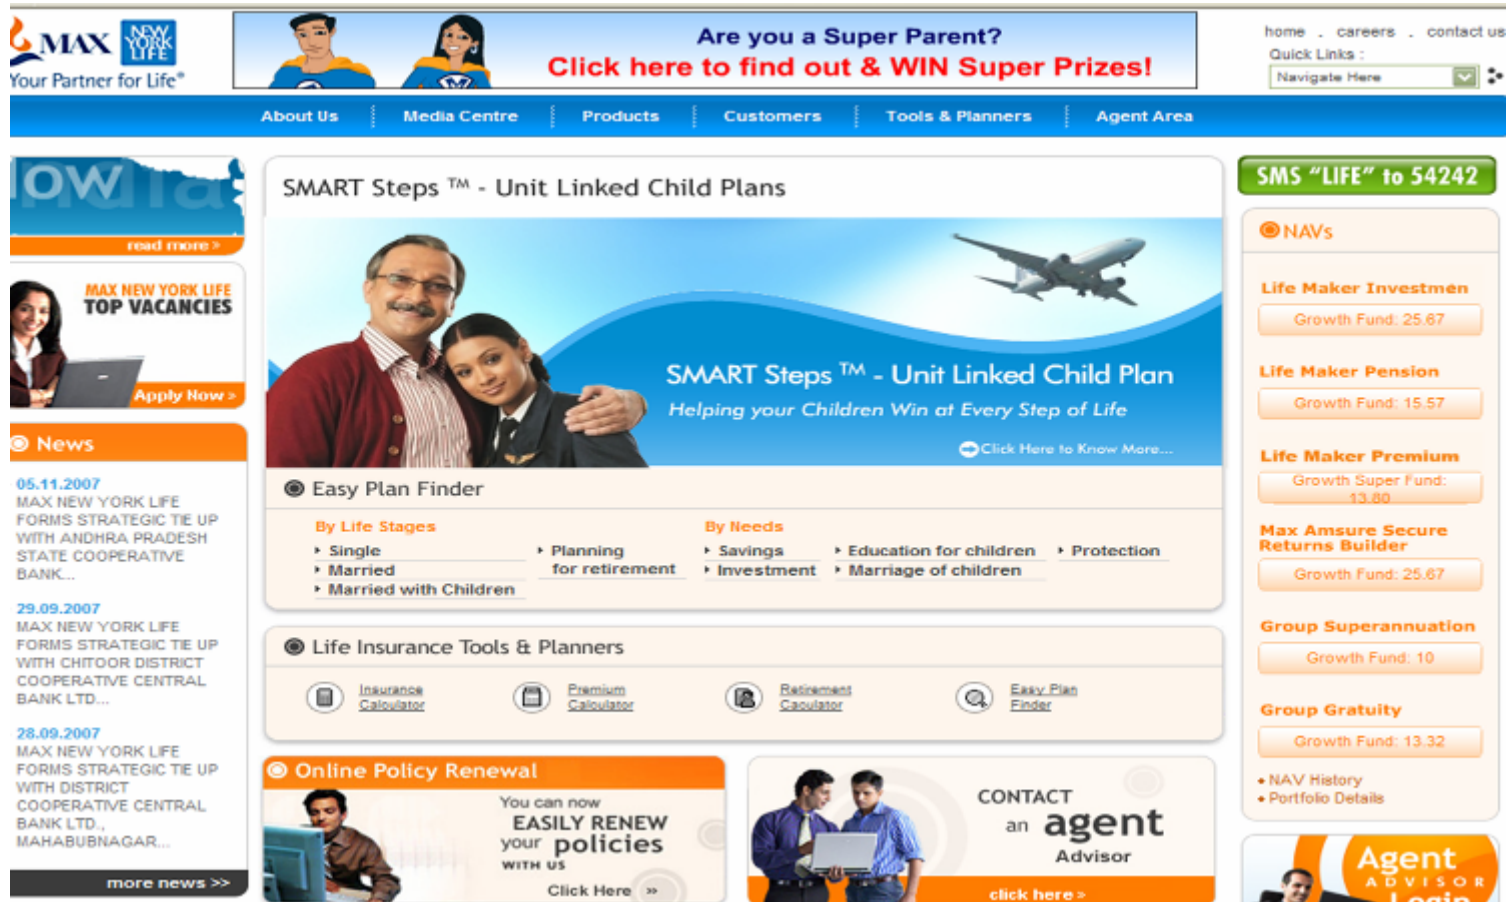 MAX NEW YORK LIFE
Your Partner for Life®
Are you a Super Parent?
Click here to find out & WIN Super Prizes!
home . careers . contact us
Quick Links :
Navigate Here
About Us
Media Centre
Products
Customers
Tools & Planners
Agent Area
read more »
MAX NEW YORK LIFE
TOP VACANCIES
Apply Now »
News
05.11.2007
MAX NEW YORK LIFE
FORMS STRATEGIC TIE UP
WITH ANDHRA PRADESH
STATE COOPERATIVE
BANK...
29.09.2007
MAX NEW YORK LIFE
FORMS STRATEGIC TIE UP
WITH CHITOOR DISTRICT
COOPERATIVE CENTRAL
BANK LTD...
28.09.2007
MAX NEW YORK LIFE
FORMS STRATEGIC TIE UP
WITH DISTRICT
COOPERATIVE CENTRAL
BANK LTD.,
MAHABUBNAGAR...
more news >>
SMART Steps ™ - Unit Linked Child Plans
SMART Steps ™ - Unit Linked Child Plan
Helping your Children Win at Every Step of Life
Click Here to Know More...
Easy Plan Finder
By Life Stages
Single
Married
Married with Children
Planning
for retirement
By Needs
Savings
Investment
Education for children
Marriage of children
Protection
Life Insurance Tools & Planners
Insurance
Calculator
Premium
Calculator
Retirement
Caculator
Easy Plan
Finder
Online Policy Renewal
You can now
EASILY RENEW
your policies
WITH US
Click Here »
CONTACT
an agent
Advisor
click here »
SMS "LIFE" to 54242
NAVs
Life Maker Investmen
Growth Fund: 25.67
Life Maker Pension
Growth Fund: 15.57
Life Maker Premium
Growth Super Fund:
13.80
Max Amsure Secure
Returns Builder
Growth Fund: 25.67
Group Superannuation
Growth Fund: 10
Group Gratuity
Growth Fund: 13.32
NAV History
Portfolio Details
Agent
ADVISOR
Login